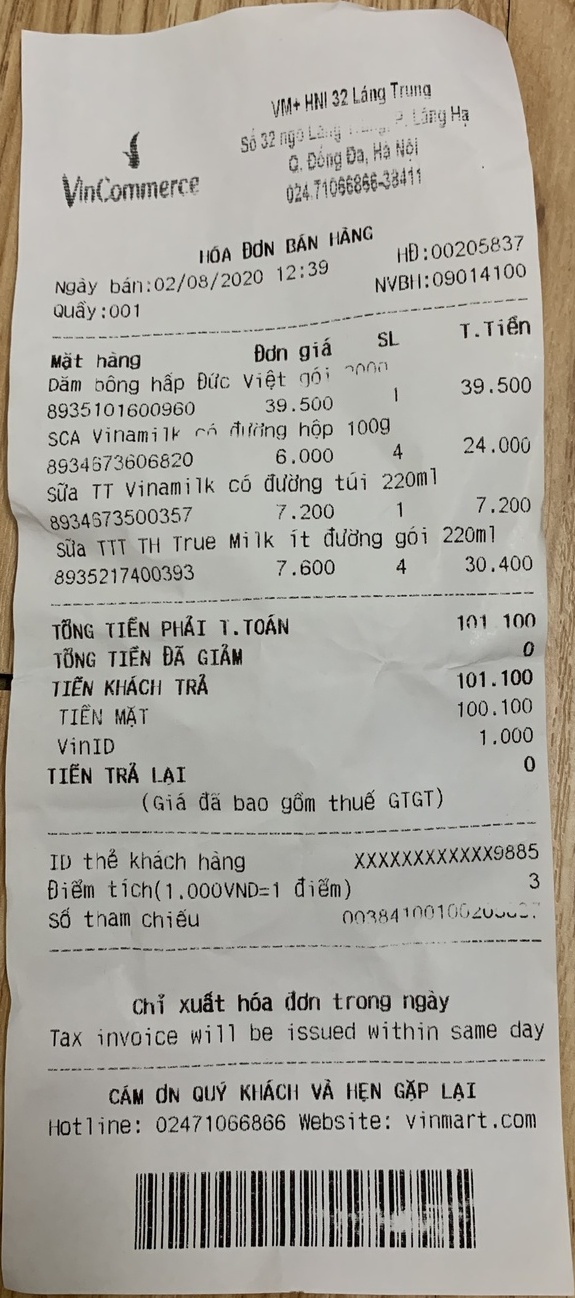 VinCommerce
VM+ HNI 32 Láng Trung
Số 32 ngõ Láng P. Láng Hạ
Q. Đống Đa, Hà Nội
024.71066866-38411
HÓA ĐƠN BÁN HÀNG
Ngày bán:02/08/2020 12:39 HĐ:00205837
Quầy:001 NVBH:09014100
Mặt hàng Đơn giá SL T.Tiền
Dăm bông hấp Đức Việt gói
8935101600960 39.500 1 39.500
SCA Vinamilk có đường hộp 100g
8934673606820 6.000 4 24.000
Sữa TT Vinamilk có đường túi 220ml
8934673500357 7.200 1 7.200
Sữa TTT TH True Milk ít đường gói 220ml
8935217400393 7.600 4 30.400
TỔNG TIỀN PHẢI T.TOÁN 101.100
TỔNG TIỀN ĐÃ GIẢM 0
TIỀN KHÁCH TRẢ 101.100
TIỀN MẶT 100.100
VinID 1.000
TIỀN TRẢ LẠI 0
(Giá đã bao gồm thuế GTGT)
ID thẻ khách hàng XXXXXXXXXXXX9885
Điểm tích(1.000VND=1 điểm) 3
Số tham chiếu
Chỉ xuất hóa đơn trong ngày
Tax invoice will be issued within same day
CÁM ƠN QUÝ KHÁCH VÀ HẸN GẶP LẠI
Hotline: 02471066866 Website: vinmart.com